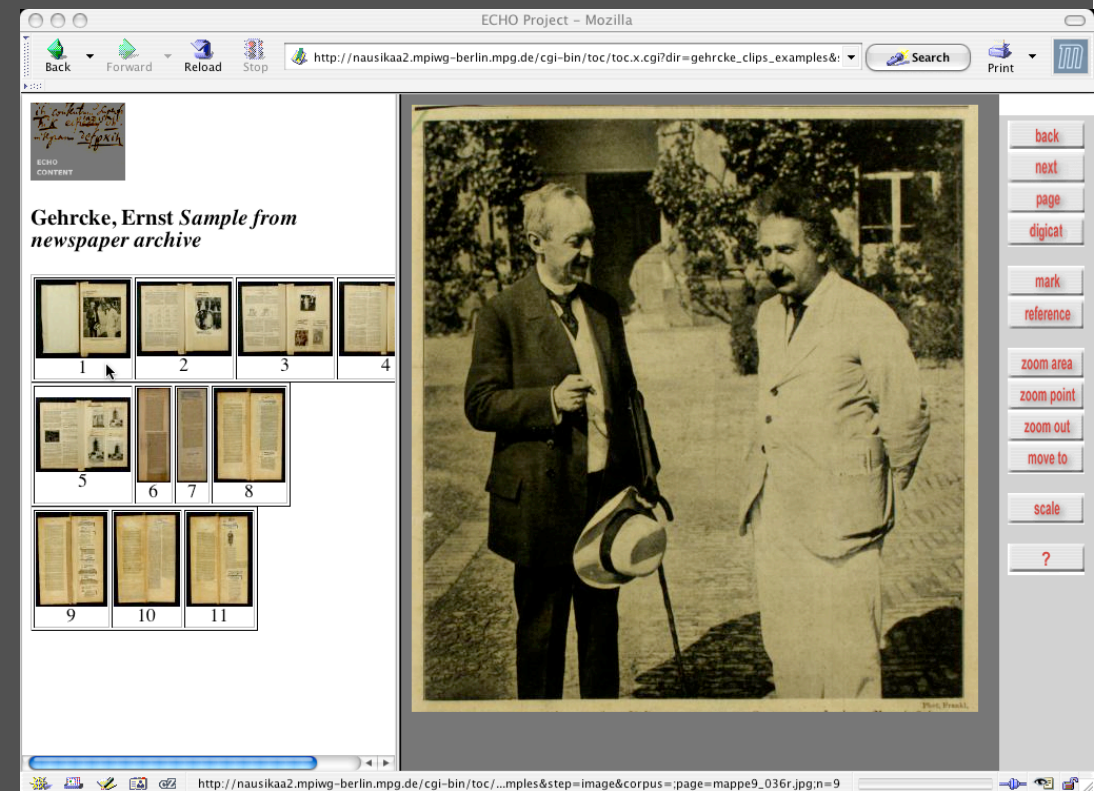 ECHO Project – Mozilla
Back
Forward
Reload
Stop
http://nausikaa2.mpiwg-berlin.mpg.de/cgi-bin/toc/toc.x.cgi?dir=gehrcke_clips_examples&
Search
Print
ECHO
CONTENT
Gehrcke, Ernst Sample from
newspaper archive
1
2
3
4
5
6
7
8
9
10
11
Phot. Frankl.
back
next
page
digicat
mark
reference
zoom area
zoom point
zoom out
move to
scale
?
http://nausikaa2.mpiwg-berlin.mpg.de/cgi-bin/toc/...mples&step=image&corpus=;page=mappe9_036r.jpg;n=9